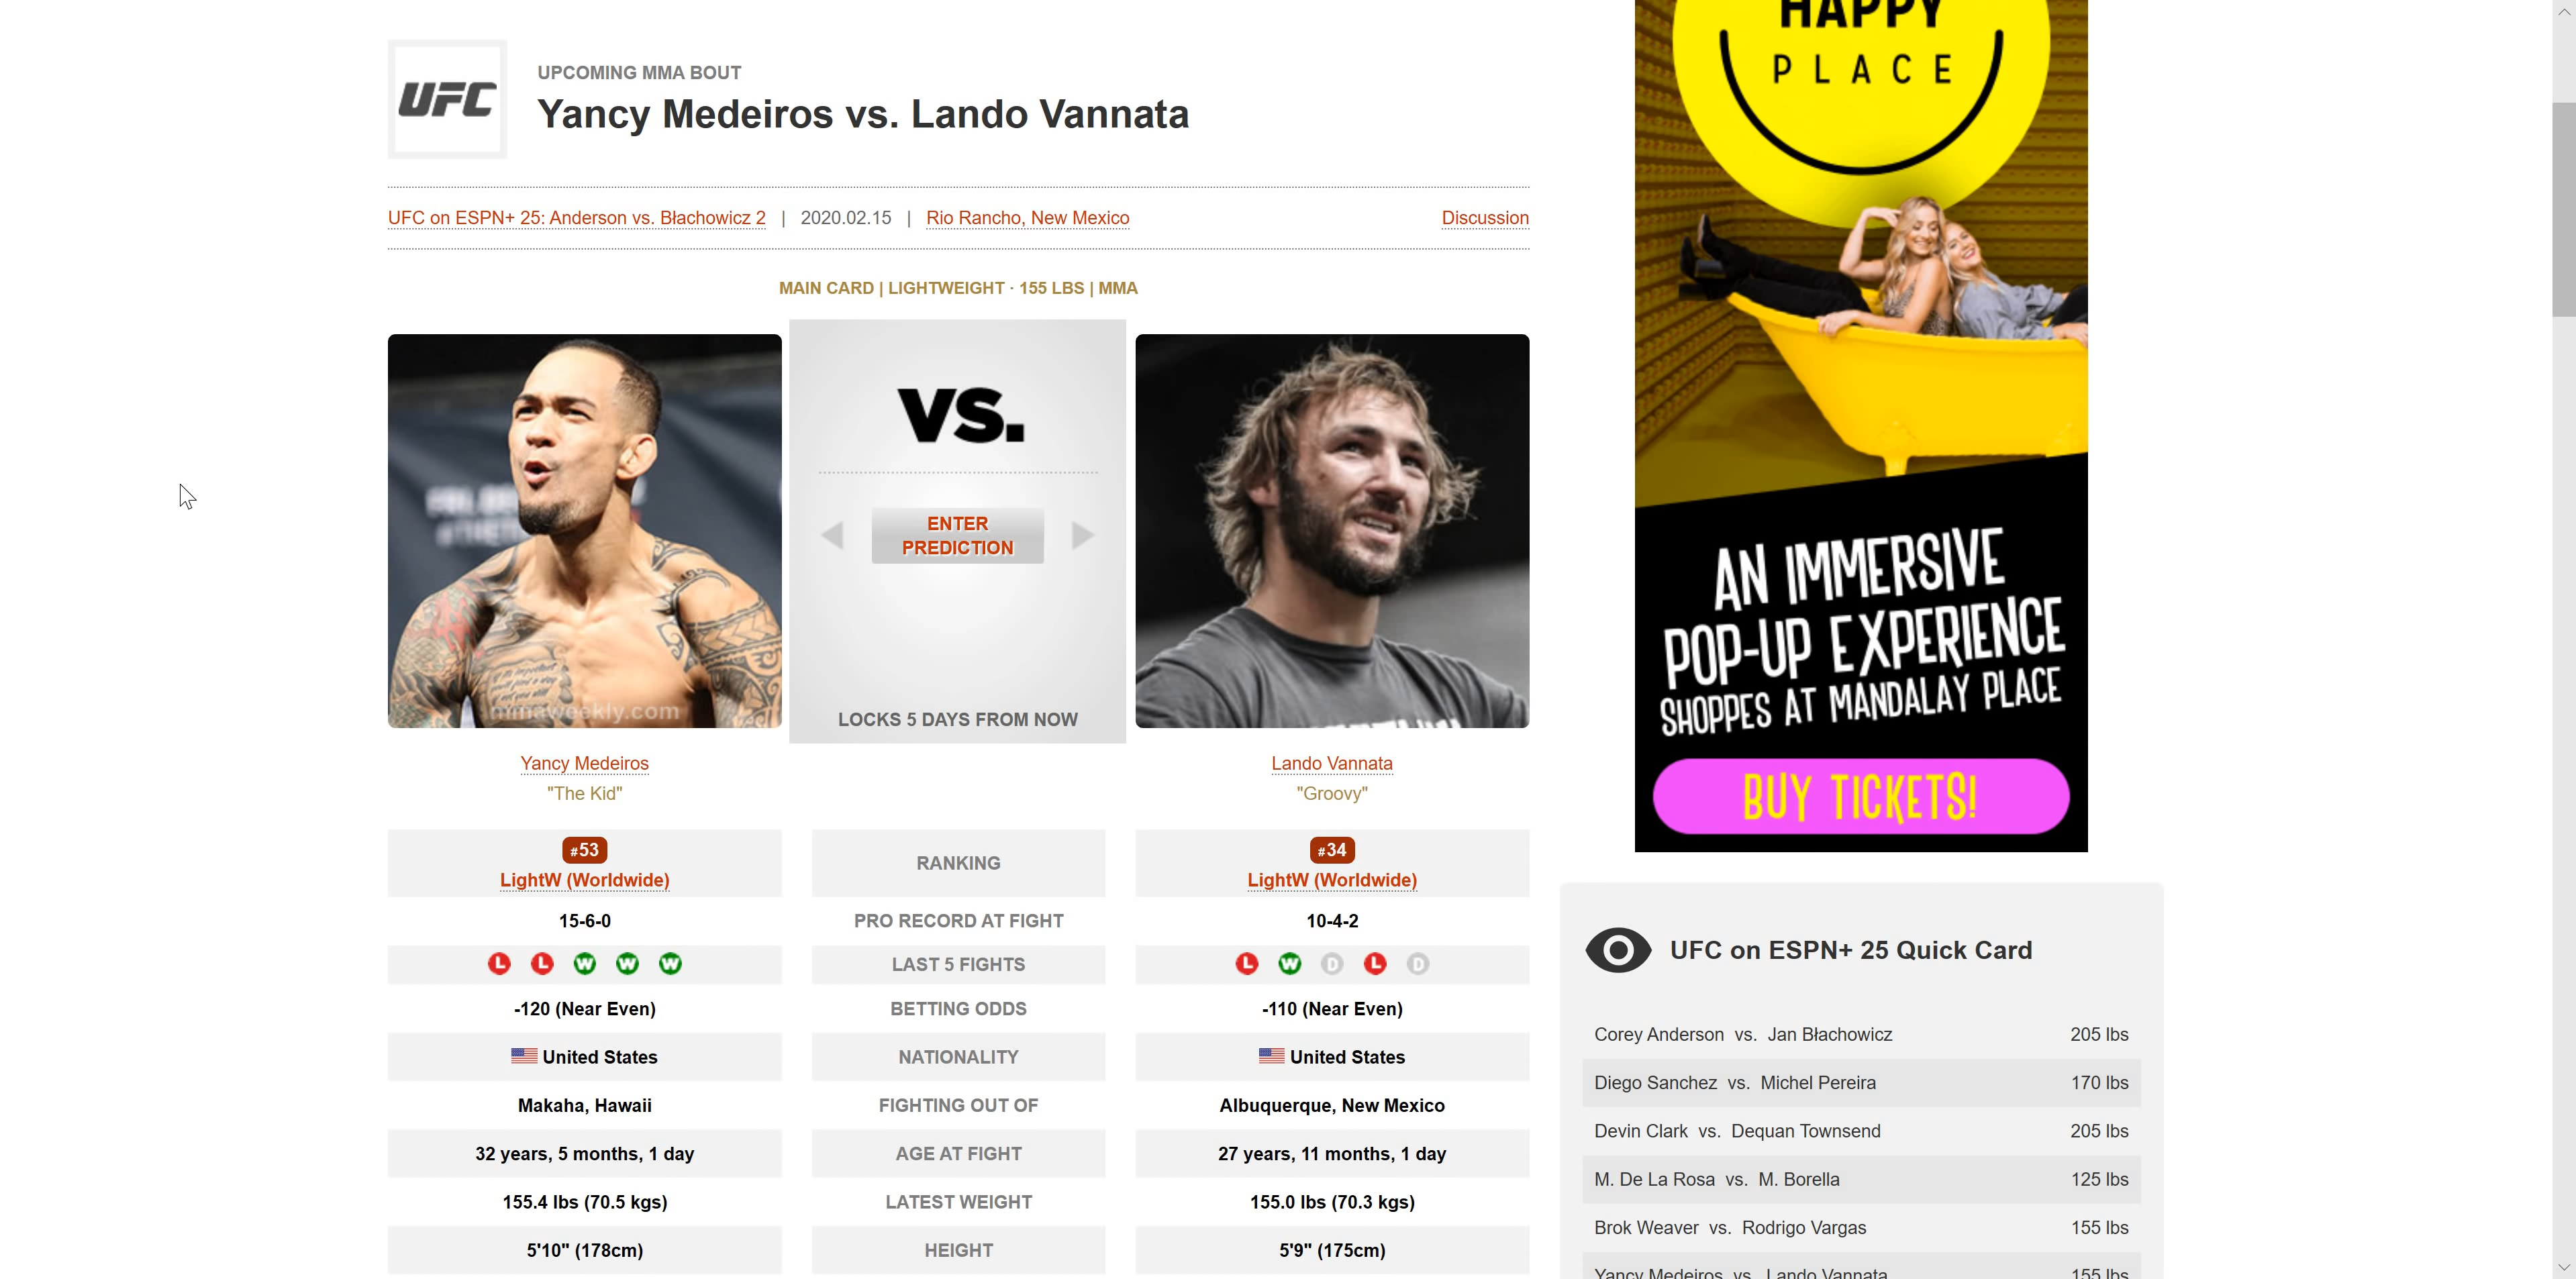 UFC
UPCOMING MMA BOUT
Yancy Medeiros vs. Lando Vannata
UFC on ESPN+ 25: Anderson vs. Błachowicz 2 | 2020.02.15 | Rio Rancho, New Mexico
Discussion
MAIN CARD | LIGHTWEIGHT · 155 LBS | MMA
VS.
ENTER
PREDICTION
LOCKS 5 DAYS FROM NOW
mmaweekly.com
Yancy Medeiros
"The Kid"
Lando Vannata
"Groovy"
#53
LightW (Worldwide)
RANKING
#34
LightW (Worldwide)
15-6-0 PRO RECORD AT FIGHT 10-4-2
L L W W W LAST 5 FIGHTS L W D L D
-120 (Near Even) BETTING ODDS -110 (Near Even)
United States NATIONALITY United States
Makaha, Hawaii FIGHTING OUT OF Albuquerque, New Mexico
32 years, 5 months, 1 day AGE AT FIGHT 27 years, 11 months, 1 day
155.4 lbs (70.5 kgs) LATEST WEIGHT 155.0 lbs (70.3 kgs)
5'10" (178cm) HEIGHT 5'9" (175cm)
HAPPY
PLACE
AN IMMERSIVE
POP-UP EXPERIENCE
SHOPPES AT MANDALAY PLACE
BUY TICKETS!
UFC on ESPN+ 25 Quick Card
Corey Anderson vs. Jan Błachowicz 205 lbs
Diego Sanchez vs. Michel Pereira 170 lbs
Devin Clark vs. Dequan Townsend 205 lbs
M. De La Rosa vs. M. Borella 125 lbs
Brok Weaver vs. Rodrigo Vargas 155 lbs
Yancy Medeiros vs. Lando Vannata 155 lbs